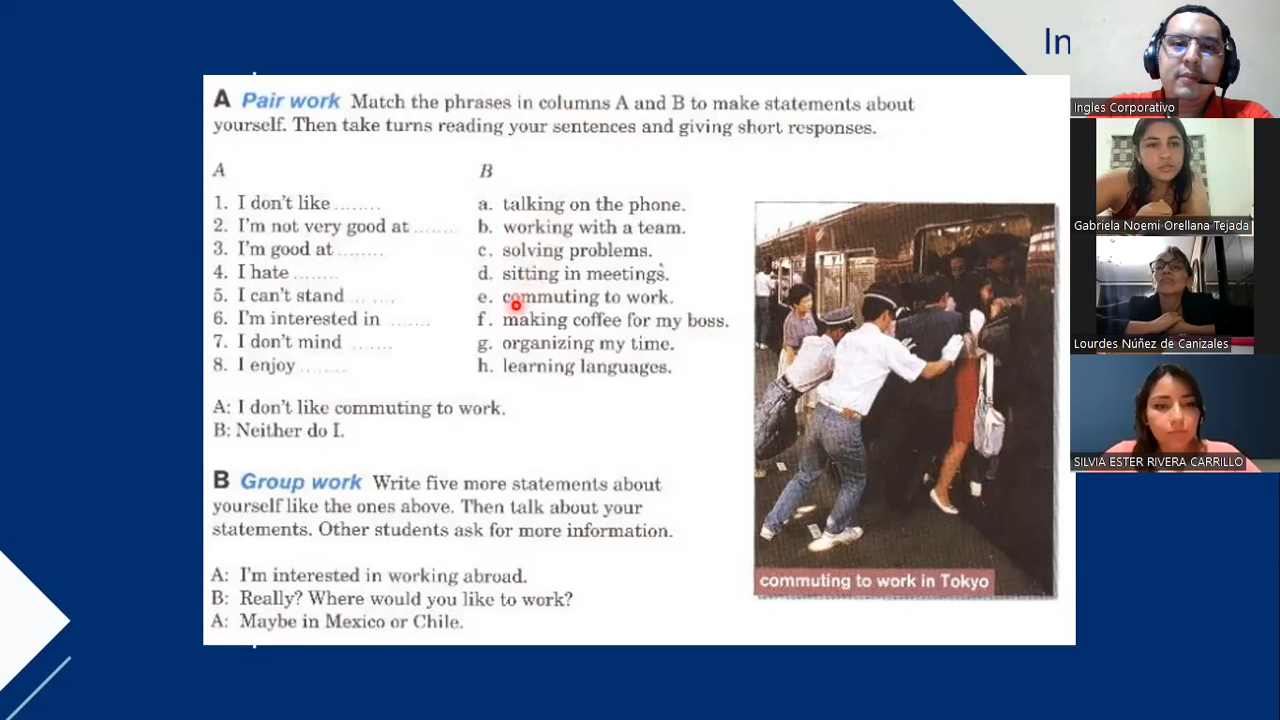 In
A Pair work Match the phrases in columns A and B to make statements about
yourself. Then take turns reading your sentences and giving short responses.
A
B
1. I don't like ........
2. I'm not very good at ........
3. I'm good at ........
4. I hate ........
5. I can't stand ........
6. I'm interested in ........
7. I don't mind ........
8. I enjoy ........
a. talking on the phone.
b. working with a team.
c. solving problems.
d. sitting in meetings.
e. commuting to work.
f. making coffee for my boss.
g. organizing my time.
h. learning languages.
A: I don't like commuting to work.
B: Neither do I.
B Group work Write five more statements about
yourself like the ones above. Then talk about your
statements. Other students ask for more information.
A: I'm interested in working abroad.
B: Really? Where would you like to work?
A: Maybe in Mexico or Chile.
commuting to work in Tokyo
Ingles Corporativo
Gabriela Noemi Orellana Tejada
Lourdes Núñez de Canizales
SILVIA ESTER RIVERA CARRILLO